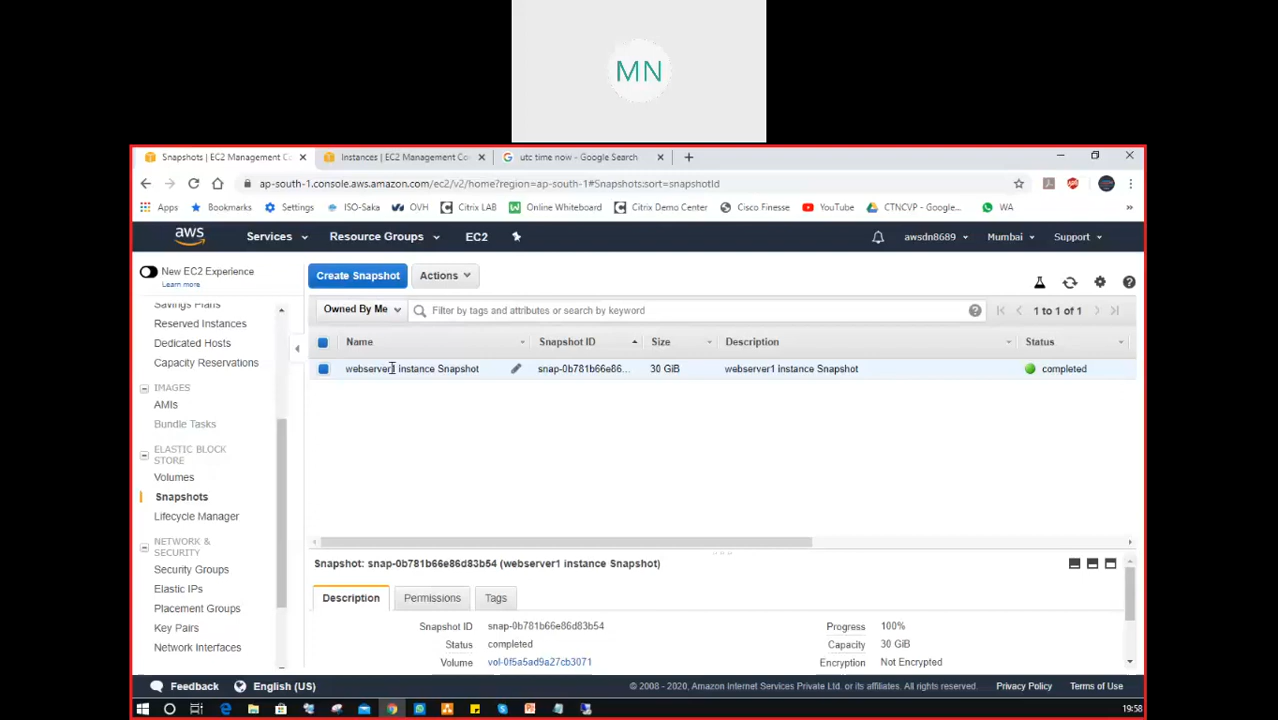 MN
Snapshots | EC2 Management Co
Instances | EC2 Management Co
utc time now - Google Search
ap-south-1.console.aws.amazon.com/ec2/v2/home?region=ap-south-1#Snapshots:sort=snapshotId
Apps Bookmarks Settings ISO-Saka OVH Citrix LAB Online Whiteboard Citrix Demo Center Cisco Finesse YouTube CTNCVP - Google... WA »
aws Services Resource Groups EC2 awsdn8689 Mumbai Support
New EC2 Experience
Learn more
Savings Plans
Reserved Instances
Dedicated Hosts
Capacity Reservations
IMAGES
AMIs
Bundle Tasks
ELASTIC BLOCK
STORE
Volumes
Snapshots
Lifecycle Manager
NETWORK &
SECURITY
Security Groups
Elastic IPs
Placement Groups
Key Pairs
Network Interfaces
Create Snapshot Actions
Owned By Me Filter by tags and attributes or search by keyword 1 to 1 of 1
Name Snapshot ID Size Description Status
webserver1 instance Snapshot snap-0b781b66e86... 30 GiB webserver1 instance Snapshot completed
Snapshot: snap-0b781b66e86d83b54 (webserver1 instance Snapshot)
Description Permissions Tags
Snapshot ID snap-0b781b66e86d83b54 Progress 100%
Status completed Capacity 30 GiB
Volume vol-0f5a5ad9a27cb3071 Encryption Not Encrypted
Feedback English (US) © 2008 - 2020, Amazon Internet Services Private Ltd. or its affiliates. All rights reserved. Privacy Policy Terms of Use
19:58